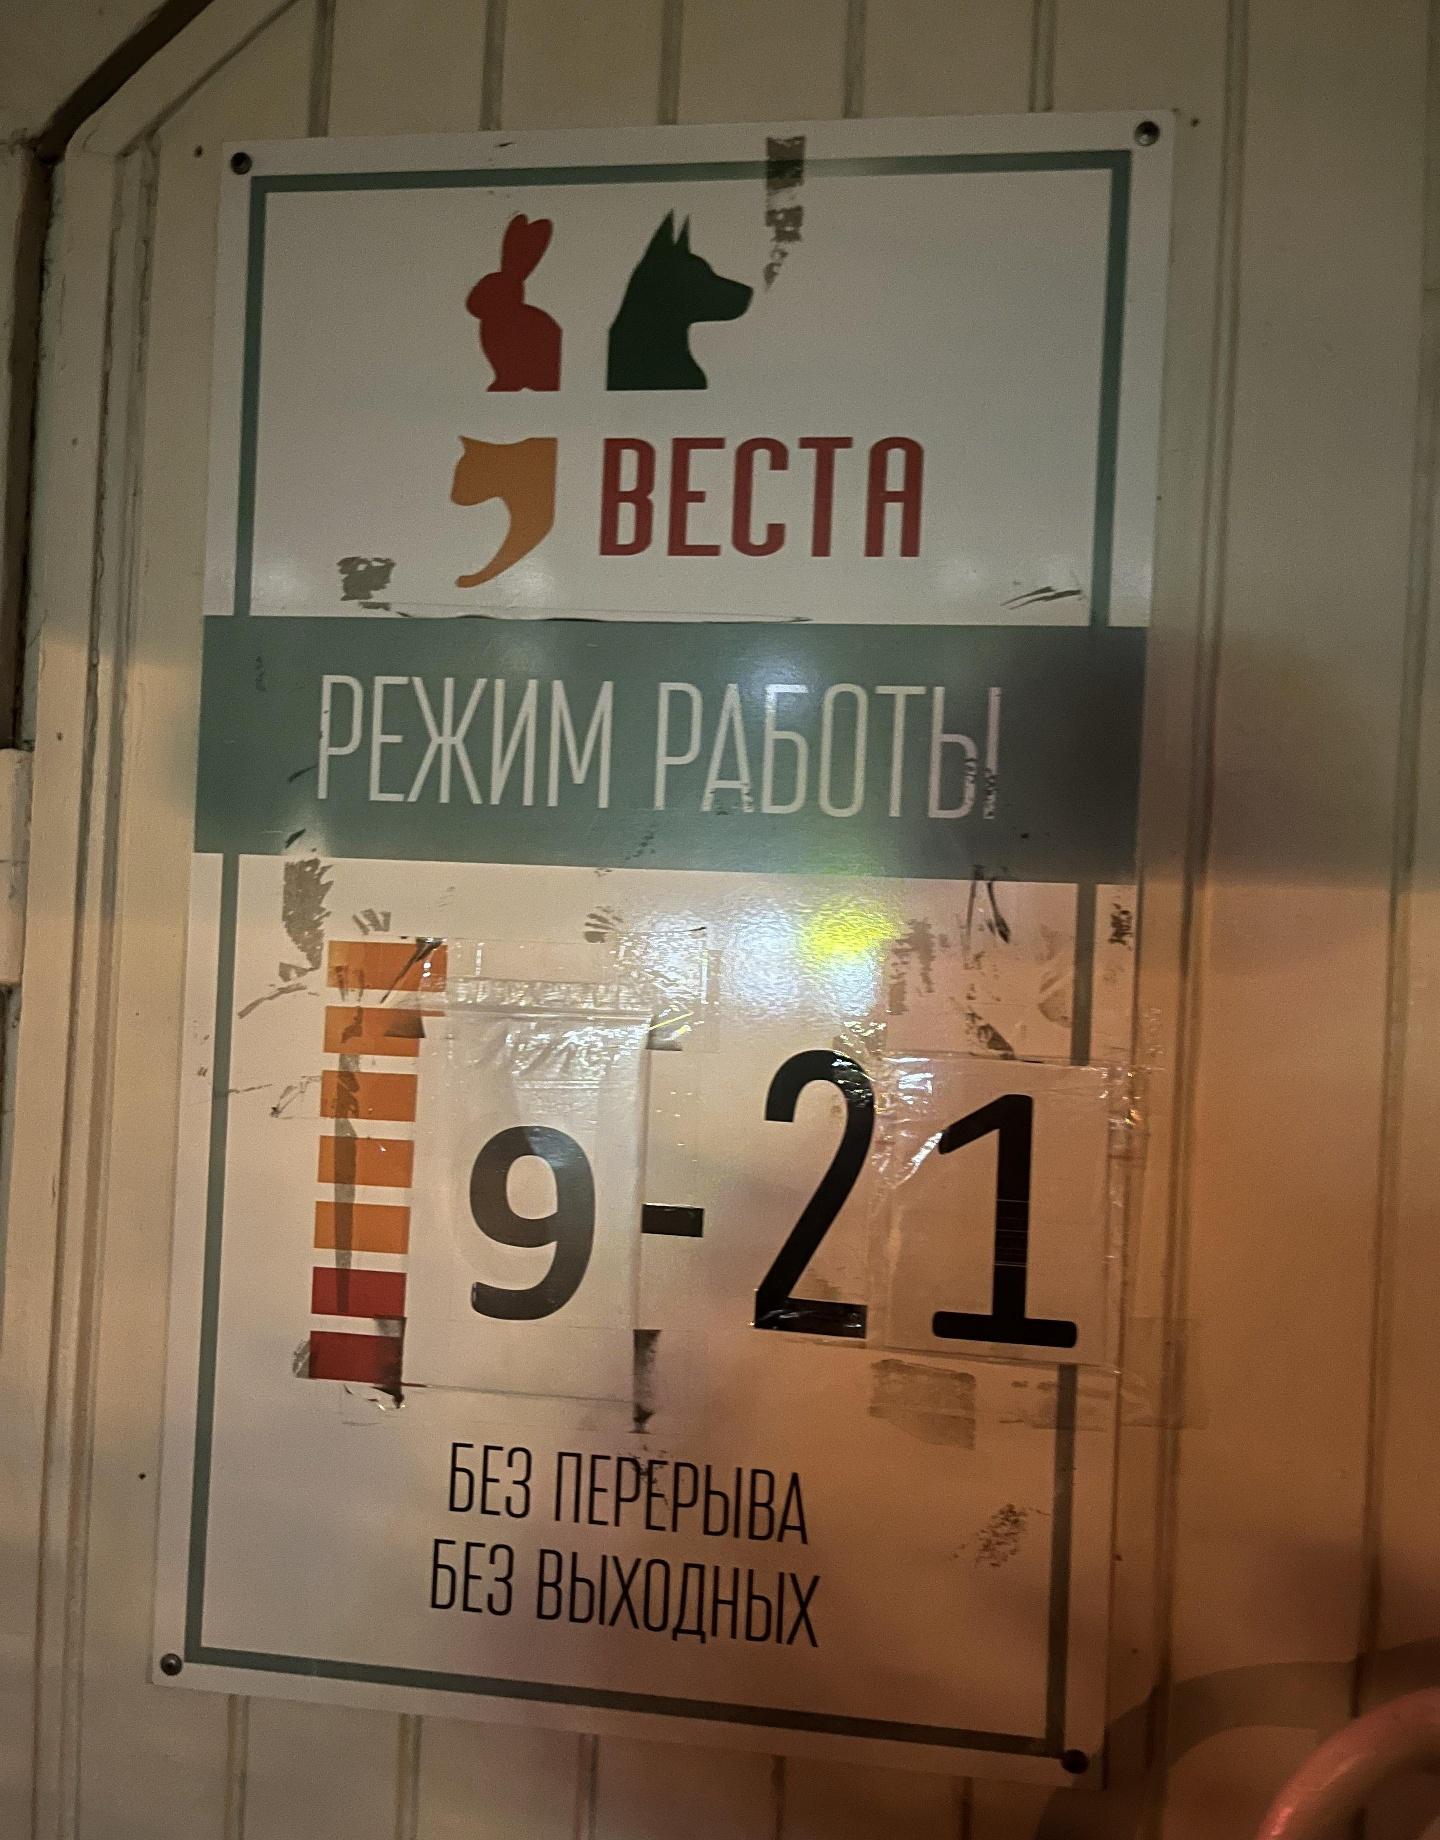 ВЕСТА
РЕЖИМ РАБОТЫ
9-21
БЕЗ ПЕРЕРЫВА
БЕЗ ВЫХОДНЫХ